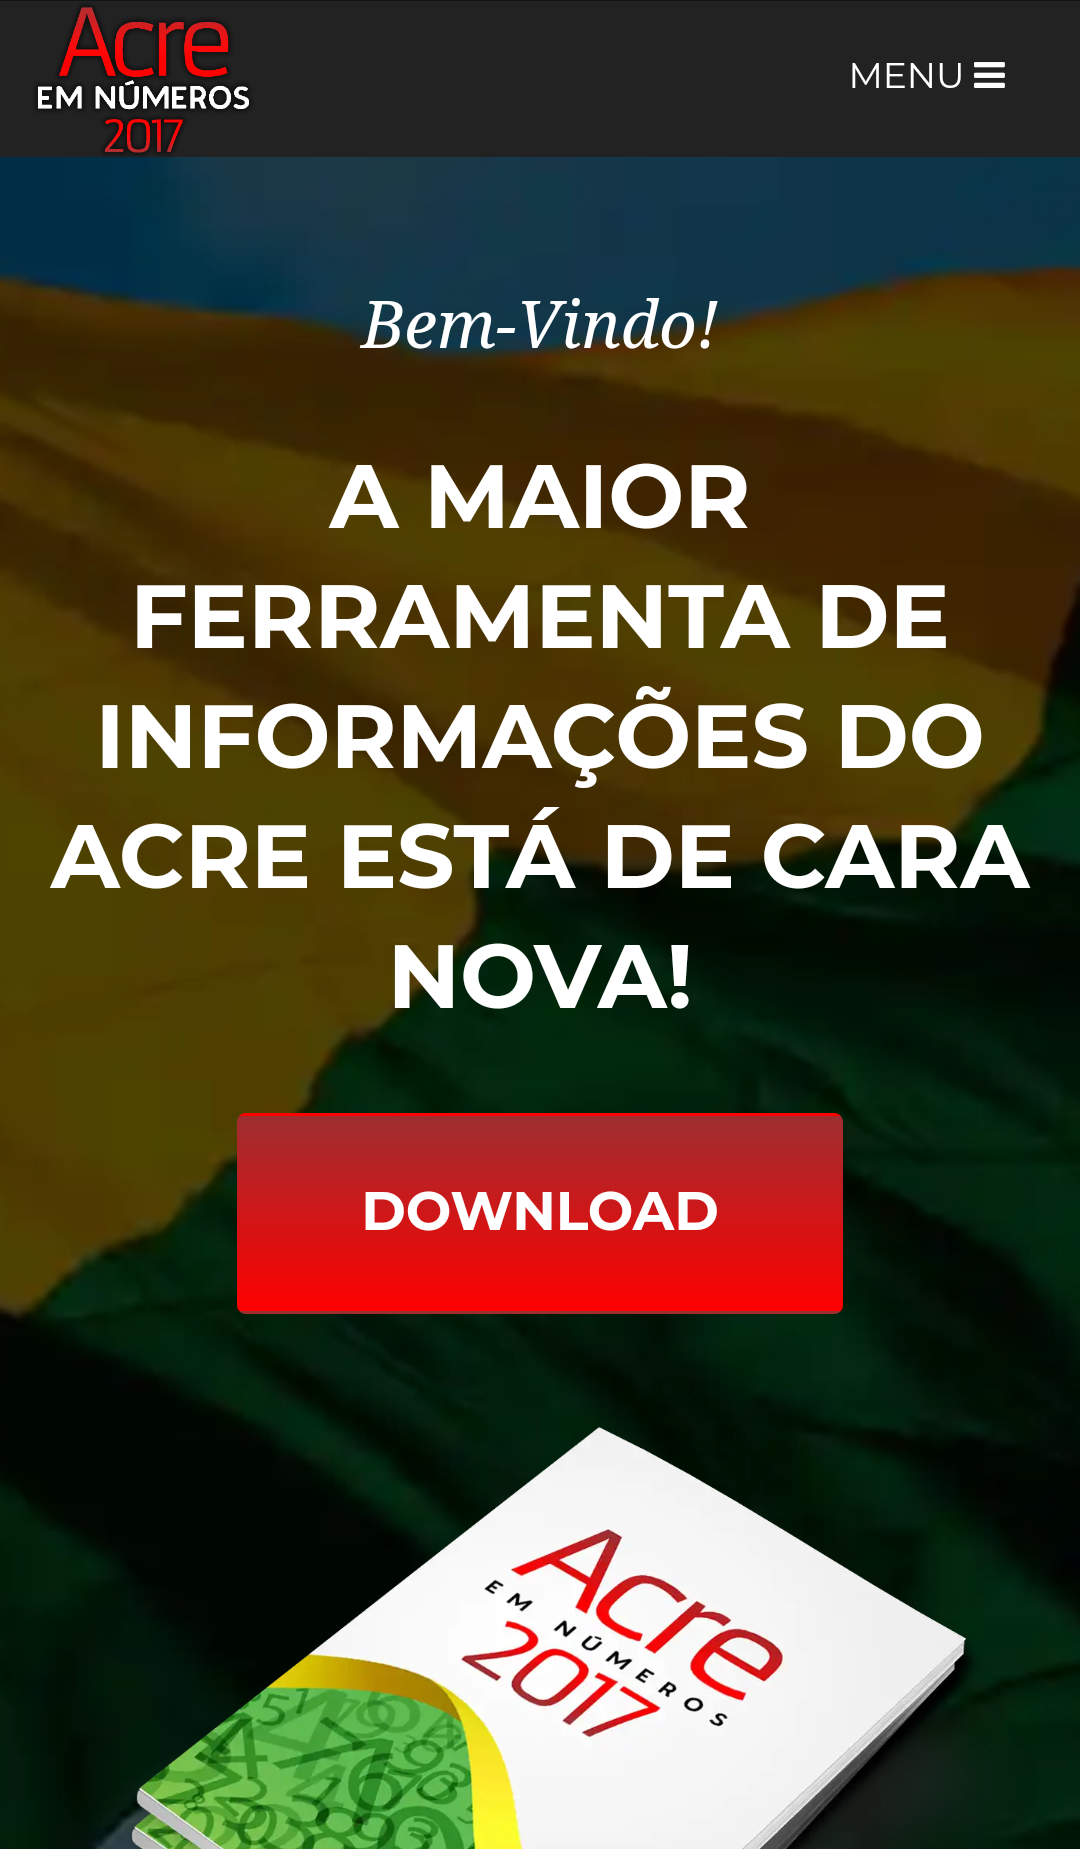 Acre
EM NÚMEROS
2017
MENU
Bem-Vindo!
A MAIOR
FERRAMENTA DE
INFORMAÇÕES DO
ACRE ESTÁ DE CARA
NOVA!
DOWNLOAD
Acre
EM NÚMEROS
2017